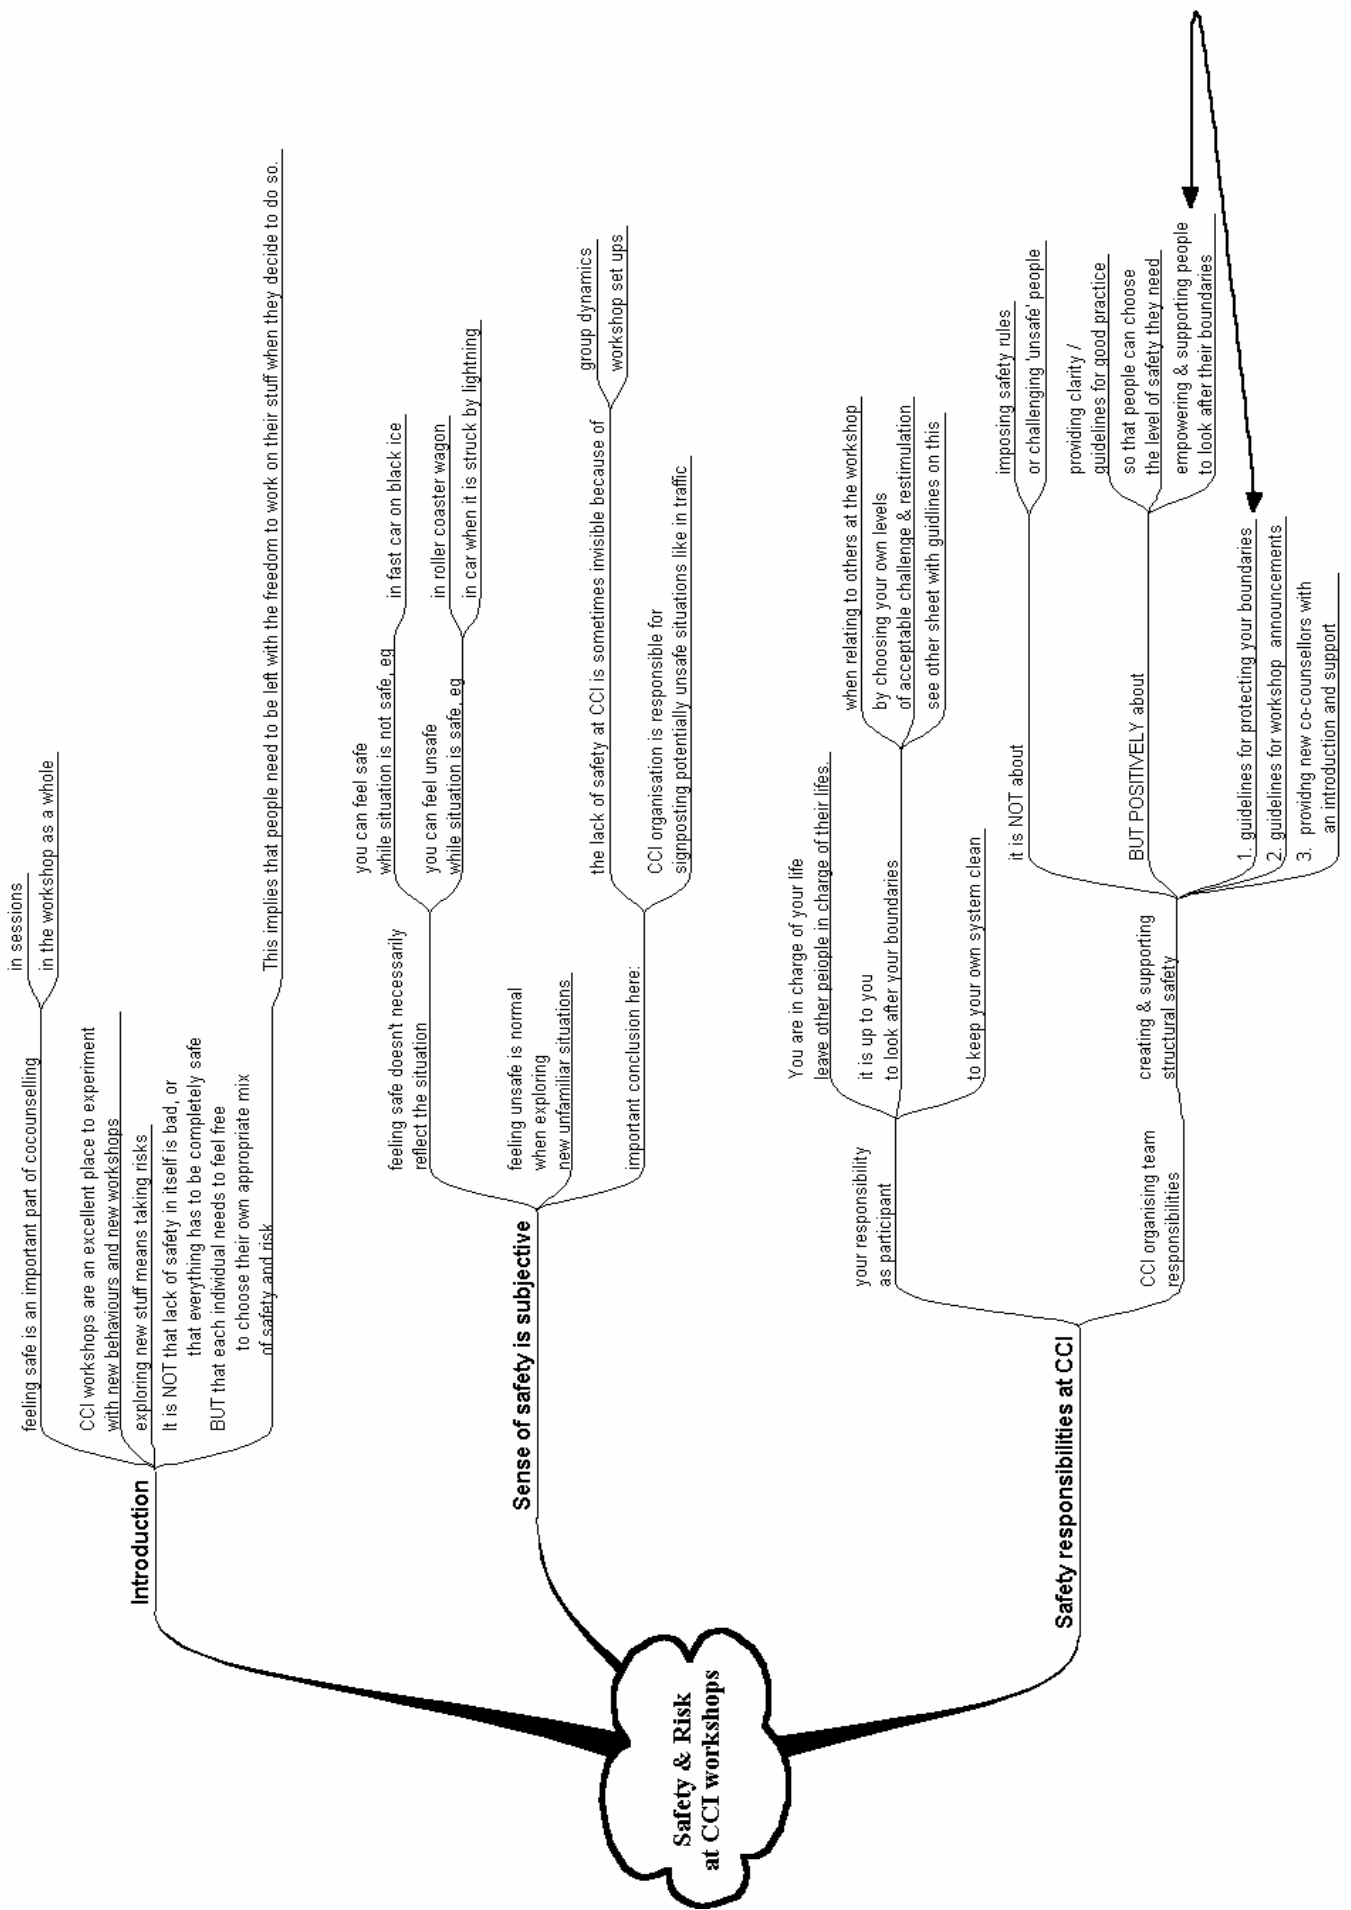 Safety & Risk
at CCI workshops
Introduction
feeling safe is an important part of cocounselling
in sessions
in the workshop as a whole
CCI workshops are an excellent place to experiment
with new behaviours and new workshops
exploring new stuff means taking risks
It is NOT that lack of safety in itself is bad, or
that everything has to be completely safe
BUT that each individual needs to feel free
to choose their own appropriate mix
of safety and risk
This implies that people need to be left with the freedom to work on their stuff when they decide to do so.
Sense of safety is subjective
feeling safe doesn't necessarily
reflect the situation
you can feel safe
while situation is not safe, eg
in fast car on black ice
you can feel unsafe
while situation is safe, eg
in roller coaster wagon
in car when it is struck by lightning
feeling unsafe is normal
when exploring
new unfamiliar situations
important conclusion here:
the lack of safety at CCI is sometimes invisible because of
group dynamics
workshop set ups
CCI organisation is responsible for
signposting potentially unsafe situations like in traffic
Safety responsibilities at CCI
your responsibility
as participant
You are in charge of your life
leave other peiople in charge of their lifes.
it is up to you
to look after your boundaries
when relating to others at the workshop
by choosing your own levels
of acceptable challenge & restimulation
see other sheet with guidlines on this
to keep your own system clean
CCI organising team
responsibilities
creating & supporting
structural safety
it is NOT about
imposing safety rules
or challenging 'unsafe' people
BUT POSITIVELY about
providing clarity /
guidelines for good practice
so that people can choose
the level of safety they need
empowering & supporting people
to look after their boundaries
1. guidelines for protecting your boundaries
2. guidelines for workshop announcements
3. providng new co-counsellors with
an introduction and support